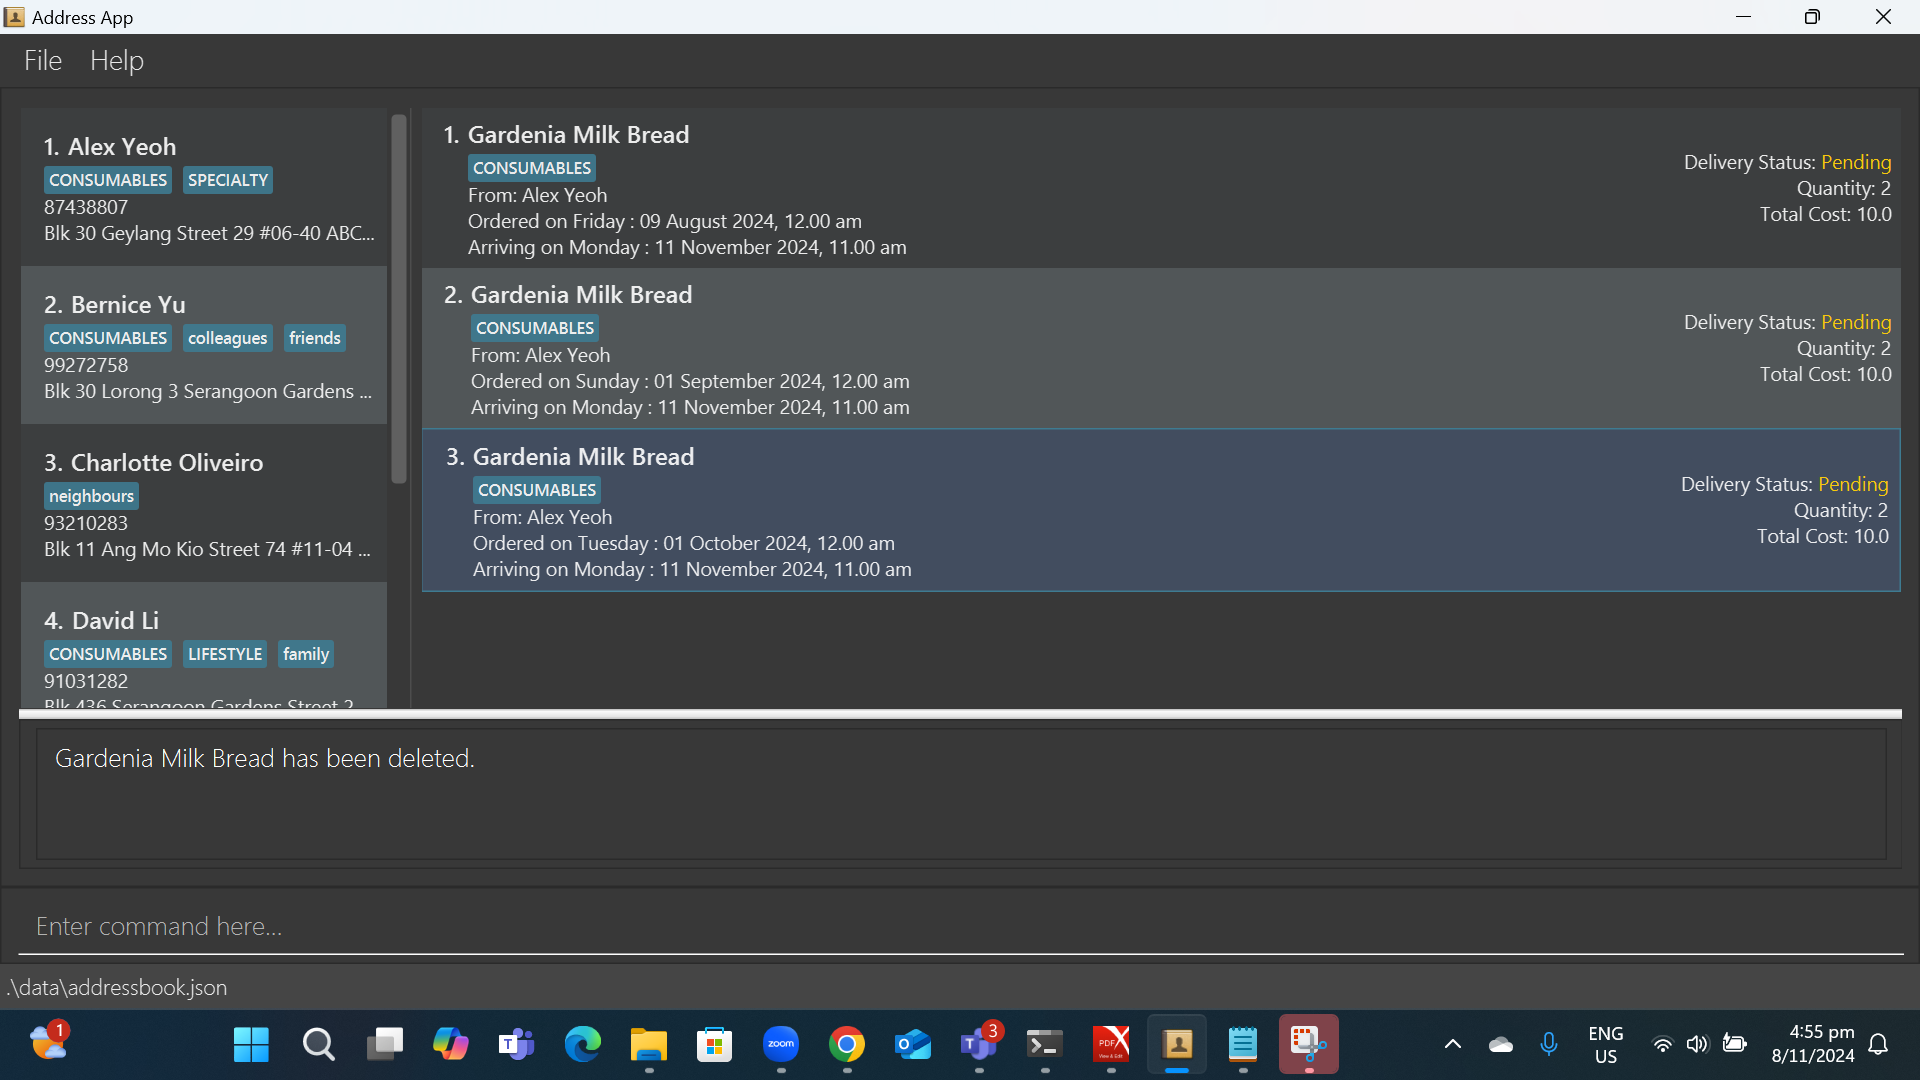 Address App
File Help
1. Alex Yeoh
CONSUMABLES SPECIALTY
87438807
Blk 30 Geylang Street 29 #06-40 ABC...
2. Bernice Yu
CONSUMABLES colleagues friends
99272758
Blk 30 Lorong 3 Serangoon Gardens ...
3. Charlotte Oliveiro
neighbours
93210283
Blk 11 Ang Mo Kio Street 74 #11-04 ...
4. David Li
CONSUMABLES LIFESTYLE family
91031282
Blk 436 Serangoon Gardens Street 2
1. Gardenia Milk Bread
CONSUMABLES
From: Alex Yeoh
Ordered on Friday : 09 August 2024, 12.00 am
Arriving on Monday : 11 November 2024, 11.00 am
Delivery Status: Pending
Quantity: 2
Total Cost: 10.0
2. Gardenia Milk Bread
CONSUMABLES
From: Alex Yeoh
Ordered on Sunday : 01 September 2024, 12.00 am
Arriving on Monday : 11 November 2024, 11.00 am
Delivery Status: Pending
Quantity: 2
Total Cost: 10.0
3. Gardenia Milk Bread
CONSUMABLES
From: Alex Yeoh
Ordered on Tuesday : 01 October 2024, 12.00 am
Arriving on Monday : 11 November 2024, 11.00 am
Delivery Status: Pending
Quantity: 2
Total Cost: 10.0
Gardenia Milk Bread has been deleted.
Enter command here...
.\data\addressbook.json
1
zoom
3
PDF
View & Edit
ENG
US
4:55 pm
8/11/2024